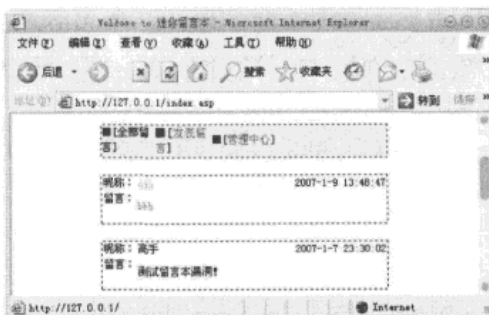 Welcome to 迷你留言本 - Microsoft Internet Explorer
文件(F) 编辑(E) 查看(V) 收藏(A) 工具(T) 帮助(H)
后退 搜索 收藏夹
地址(D) http://127.0.0.1/index.asp 转到 链接
■[全部留言] ■[发表留言] ■[管理中心]
昵称: 2007-1-9 13:48:47
留言:
昵称: 高手 2007-1-7 23:30:02
留言:
测试留言本漏洞!
http://127.0.0.1/ Internet